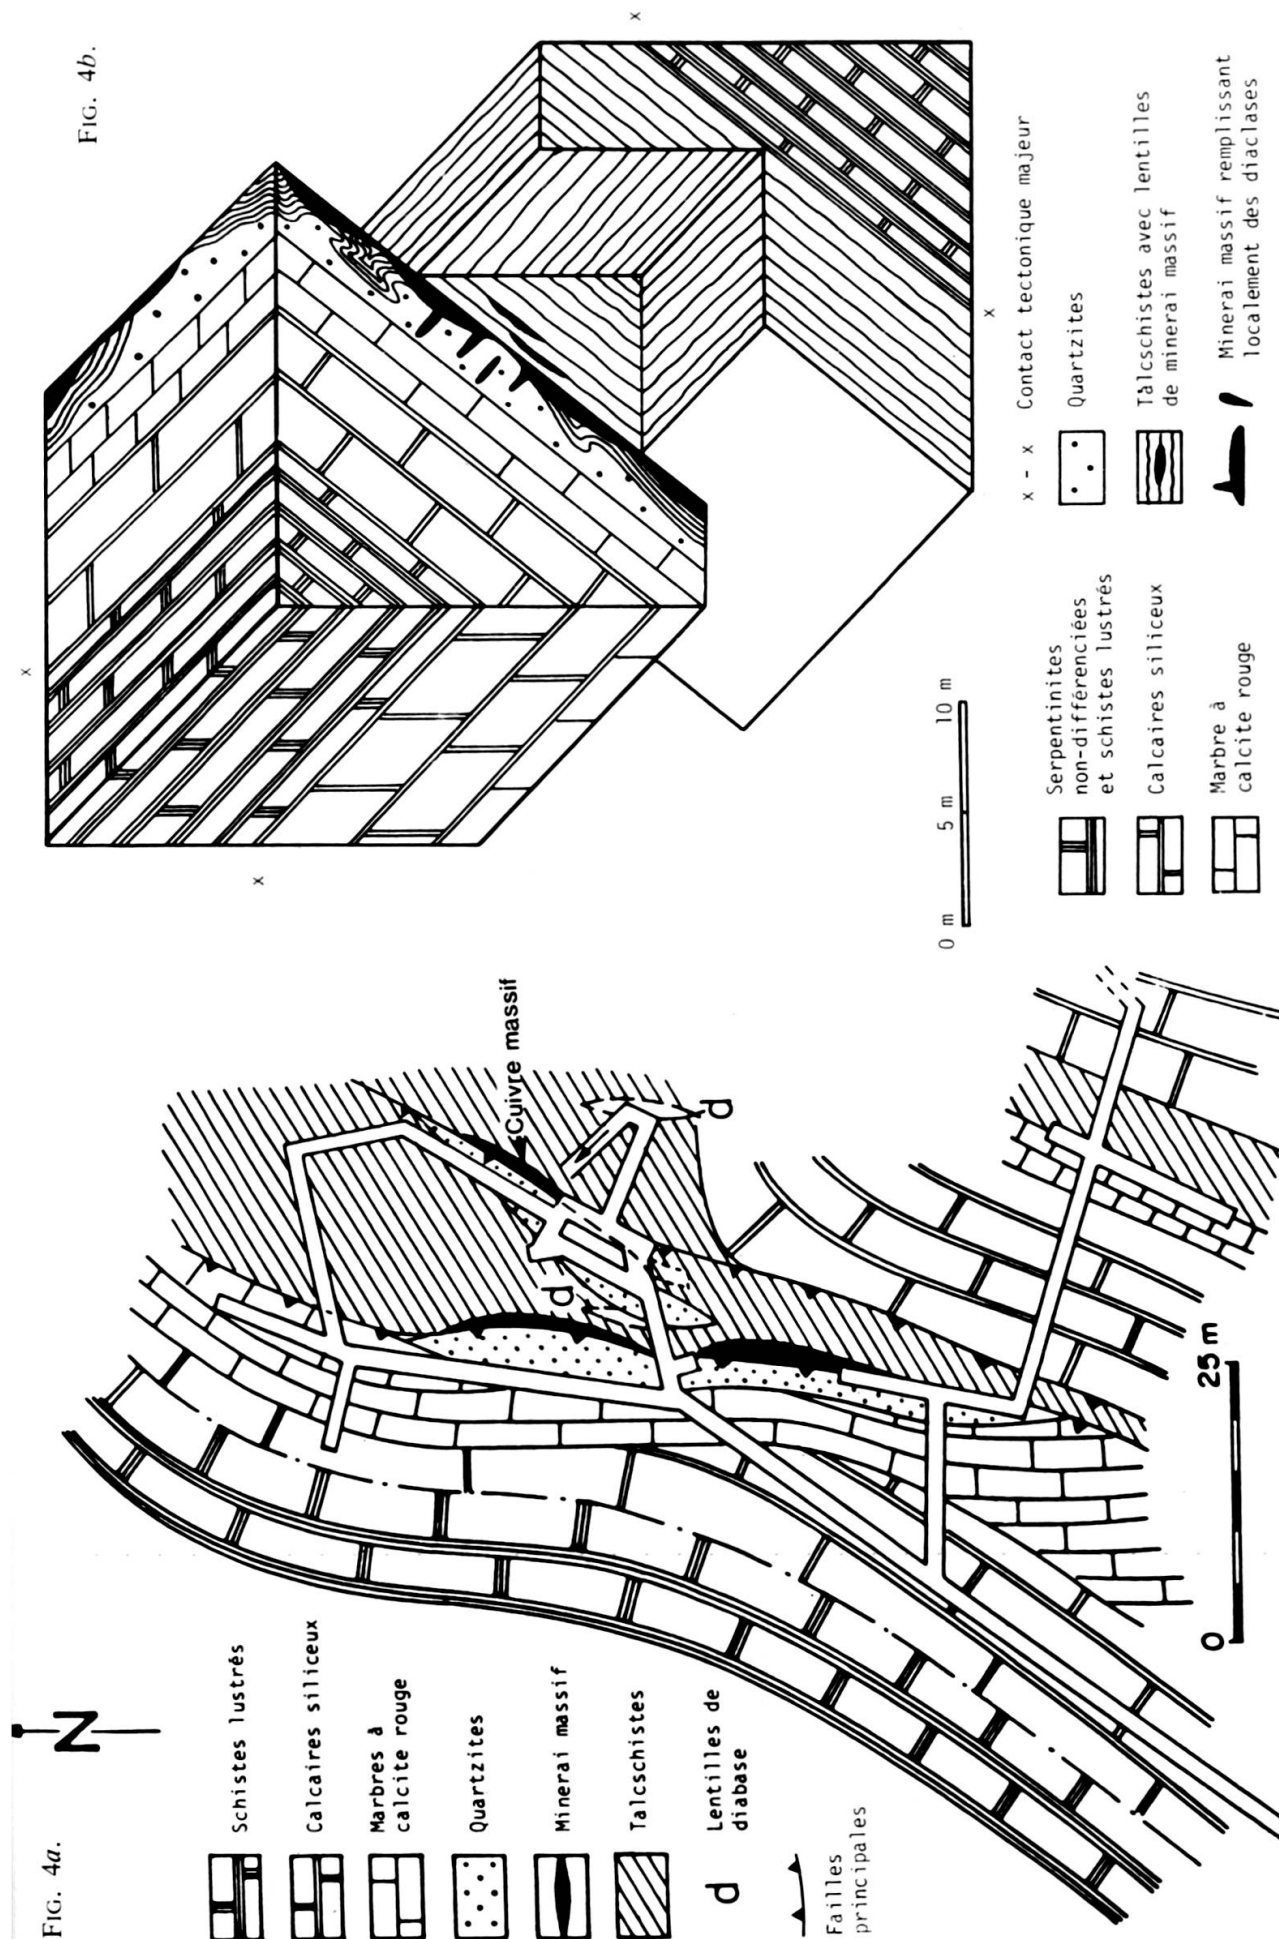 FIG. 4a.
N
Schistes lustrés
Calcaires siliceux
Marbres à
calcite rouge
Quartzites
Minerai massif
Talcschistes
d
Lentilles de
diabase
Failles
principales
Cuivre massif
d
d
0
25 m
FIG. 4b.
x
x
x
x
0 m
5 m
10 m
Serpentinites
non-différenciées
et schistes lustrés
Calcaires siliceux
Marbre à
calcite rouge
x - x
Contact tectonique majeur
Quartzites
Talcschistes avec lentilles
de minerai massif
Minerai massif remplissant
localement des diaclases